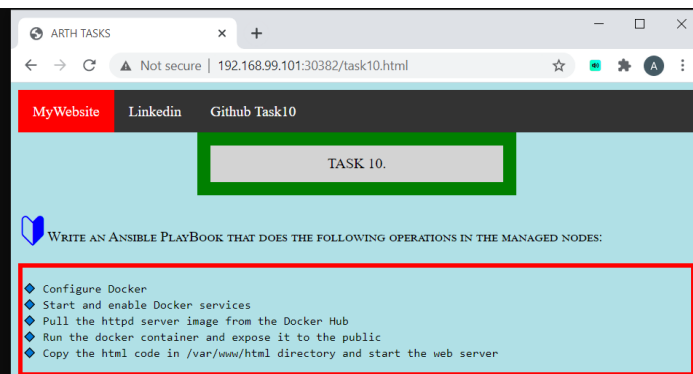 ARTH TASKS
Not secure | 192.168.99.101:30382/task10.html
A
MyWebsite Linkedin Github Task10
TASK 10.
WRITE AN ANSIBLE PLAYBOOK THAT DOES THE FOLLOWING OPERATIONS IN THE MANAGED NODES:
Configure Docker
Start and enable Docker services
Pull the httpd server image from the Docker Hub
Run the docker container and expose it to the public
Copy the html code in /var/www/html directory and start the web server